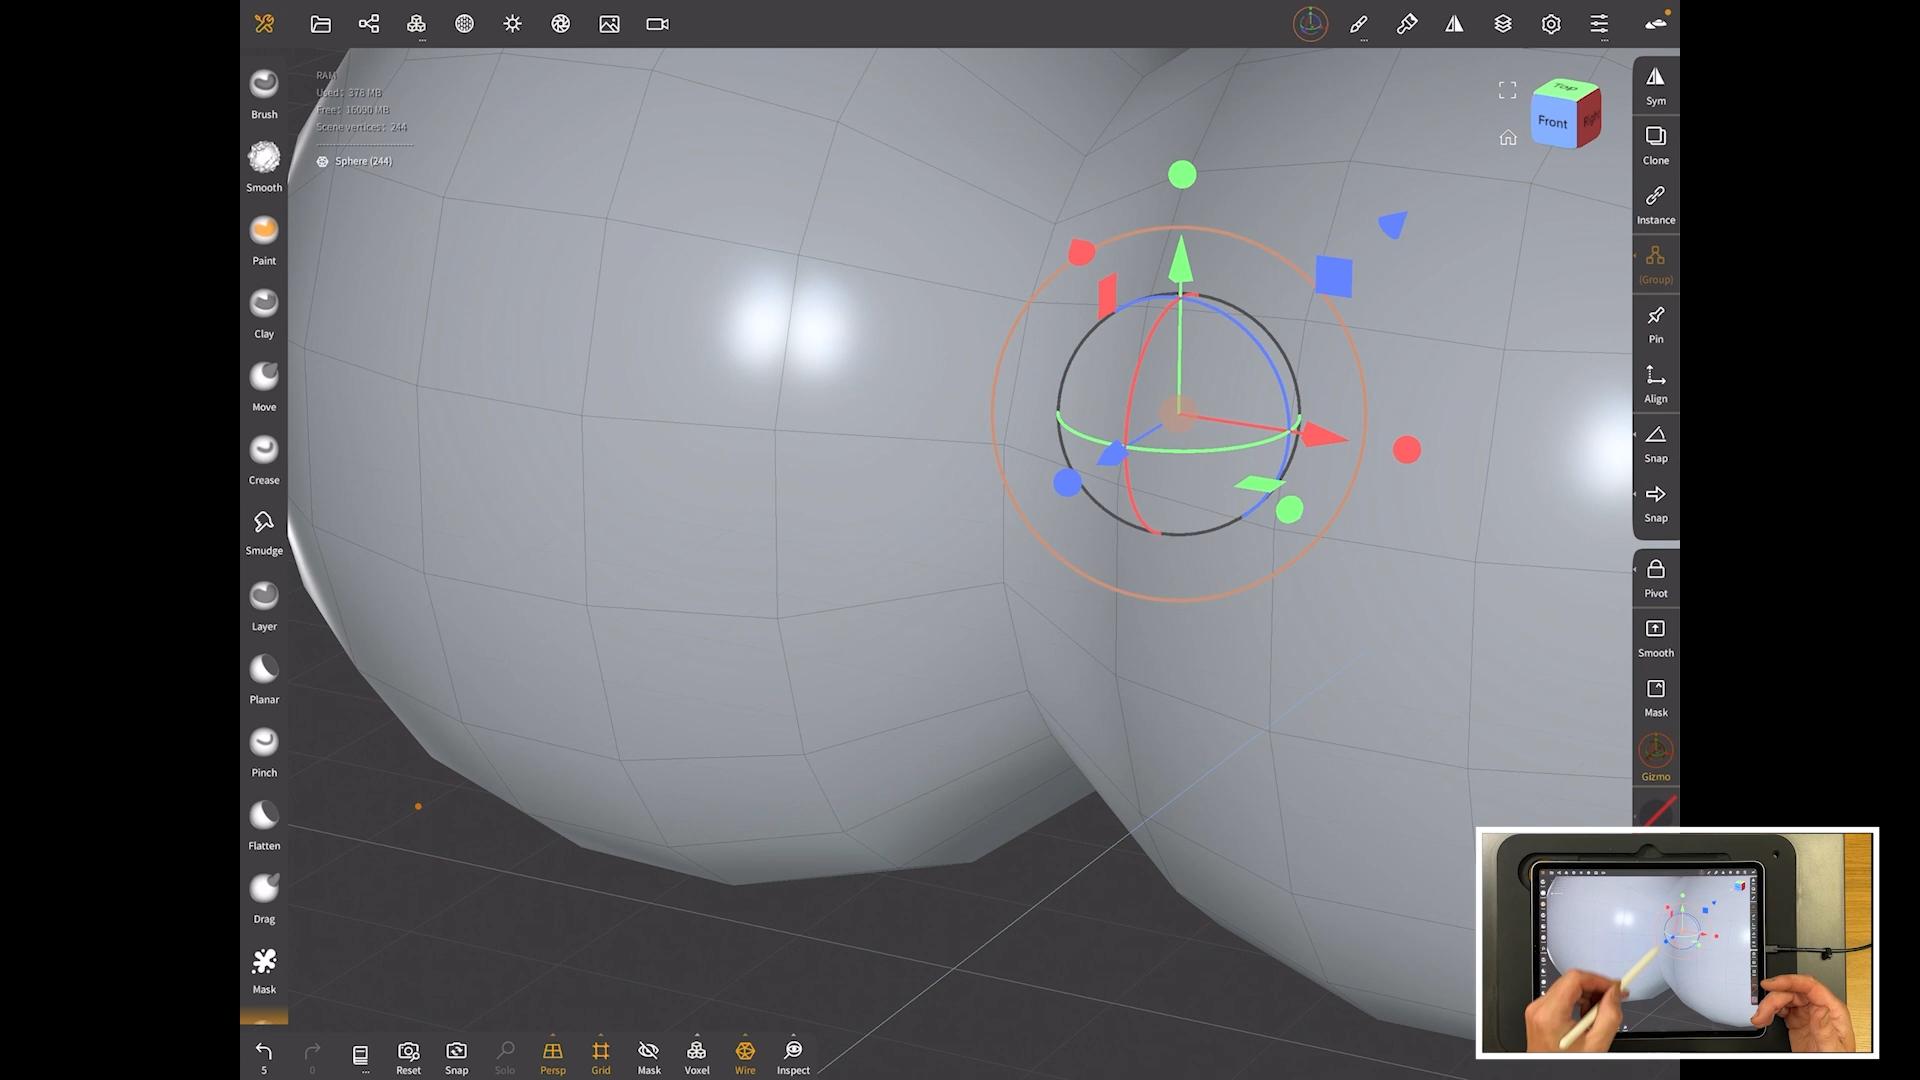 RAM
Used: 378 MB
Free: 16090 MB
Scene vertices: 244
Sphere (244)
Brush
Smooth
Paint
Clay
Move
Crease
Smudge
Layer
Planar
Pinch
Flatten
Drag
Mask
Top
Front
Right
Sym
Clone
Instance
(Group)
Pin
Align
Snap
Snap
Pivot
Smooth
Mask
Gizmo
5
0
...
Reset
Snap
Solo
Persp
Grid
Mask
Voxel
Wire
Inspect